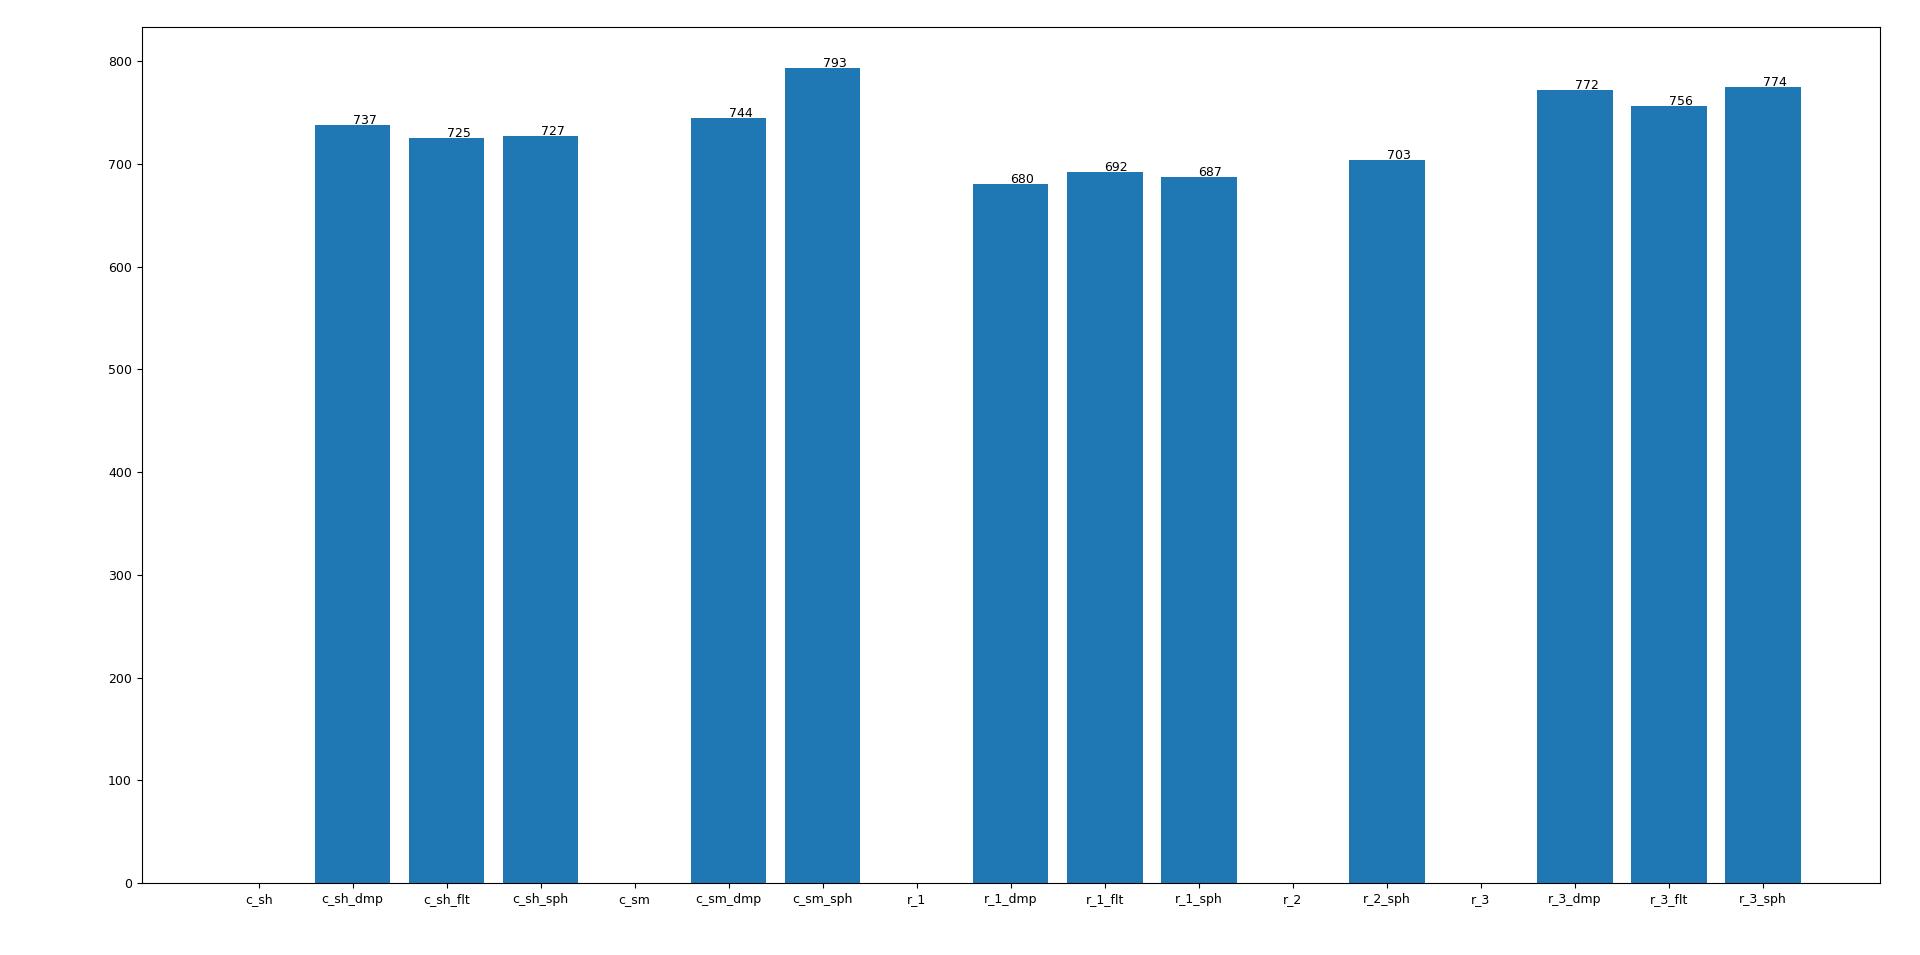 800
700
600
500
400
300
200
100
0
737
725
727
744
793
680
692
687
703
772
756
774
c_sh
c_sh_dmp
c_sh_flt
c_sh_sph
c_sm
c_sm_dmp
c_sm_sph
r_1
r_1_dmp
r_1_flt
r_1_sph
r_2
r_2_sph
r_3
r_3_dmp
r_3_flt
r_3_sph